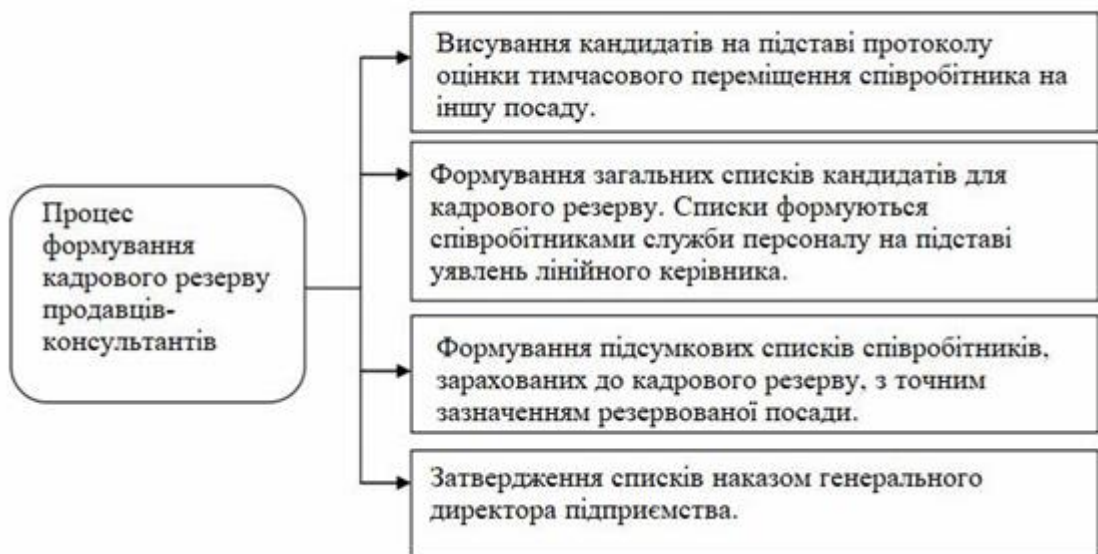 Процес
формування
кадрового резерву
продавців-
консультантів
Висування кандидатів на підставі протоколу
оцінки тимчасового переміщення співробітника на
іншу посаду.
Формування загальних списків кандидатів для
кадрового резерву. Списки формуються
співробітниками служби персоналу на підставі
уявлень лінійного керівника.
Формування підсумкових списків співробітників,
зарахованих до кадрового резерву, з точним
зазначенням резервованої посади.
Затвердження списків наказом генерального
директора підприємства.